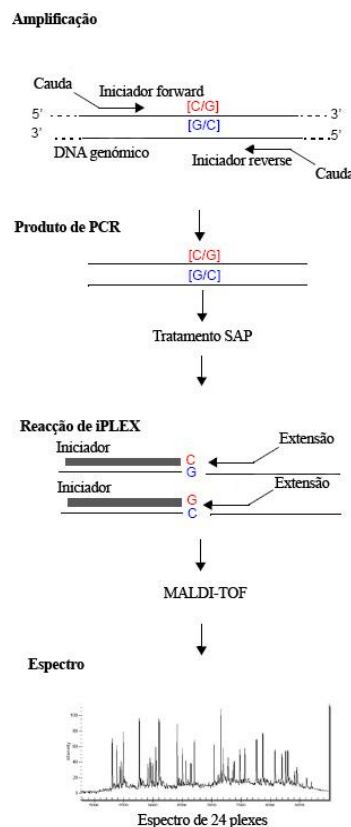 Amplificação
Cauda
Iniciador forward
[C/G]
5’
3’
3’
[G/C]
5’
DNA genómico
Iniciador reverse
Cauda
Produto de PCR
[C/G]
[G/C]
Tratamento SAP
Reacção de iPLEX
Iniciador
C
Extensão
G
Iniciador
G
Extensão
C
MALDI-TOF
Espectro
Espectro de 24 plexes